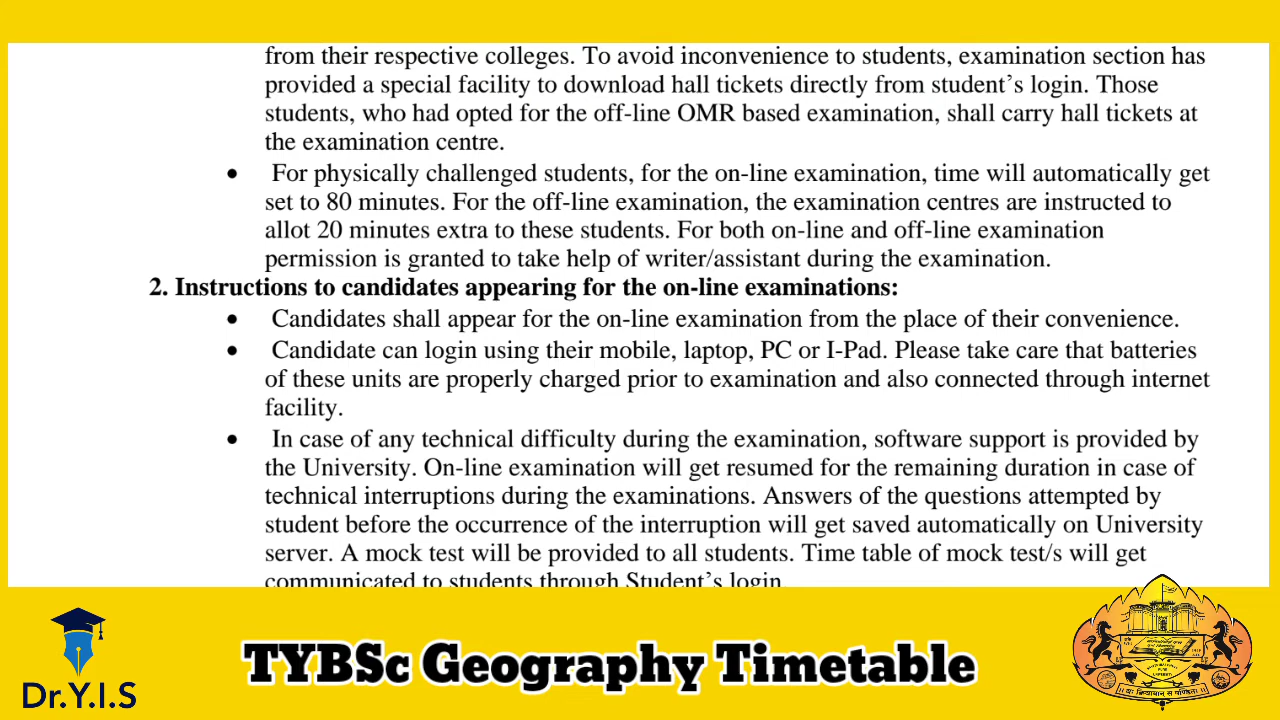 from their respective colleges. To avoid inconvenience to students, examination section has
provided a special facility to download hall tickets directly from student’s login. Those
students, who had opted for the off-line OMR based examination, shall carry hall tickets at
the examination centre.
• For physically challenged students, for the on-line examination, time will automatically get
set to 80 minutes. For the off-line examination, the examination centres are instructed to
allot 20 minutes extra to these students. For both on-line and off-line examination
permission is granted to take help of writer/assistant during the examination.
2. Instructions to candidates appearing for the on-line examinations:
• Candidates shall appear for the on-line examination from the place of their convenience.
• Candidate can login using their mobile, laptop, PC or I-Pad. Please take care that batteries
of these units are properly charged prior to examination and also connected through internet
facility.
• In case of any technical difficulty during the examination, software support is provided by
the University. On-line examination will get resumed for the remaining duration in case of
technical interruptions during the examinations. Answers of the questions attempted by
student before the occurrence of the interruption will get saved automatically on University
server. A mock test will be provided to all students. Time table of mock test/s will get
communicated to students through Student’s login.
TYBSc Geography Timetable
Dr.Y.I.S